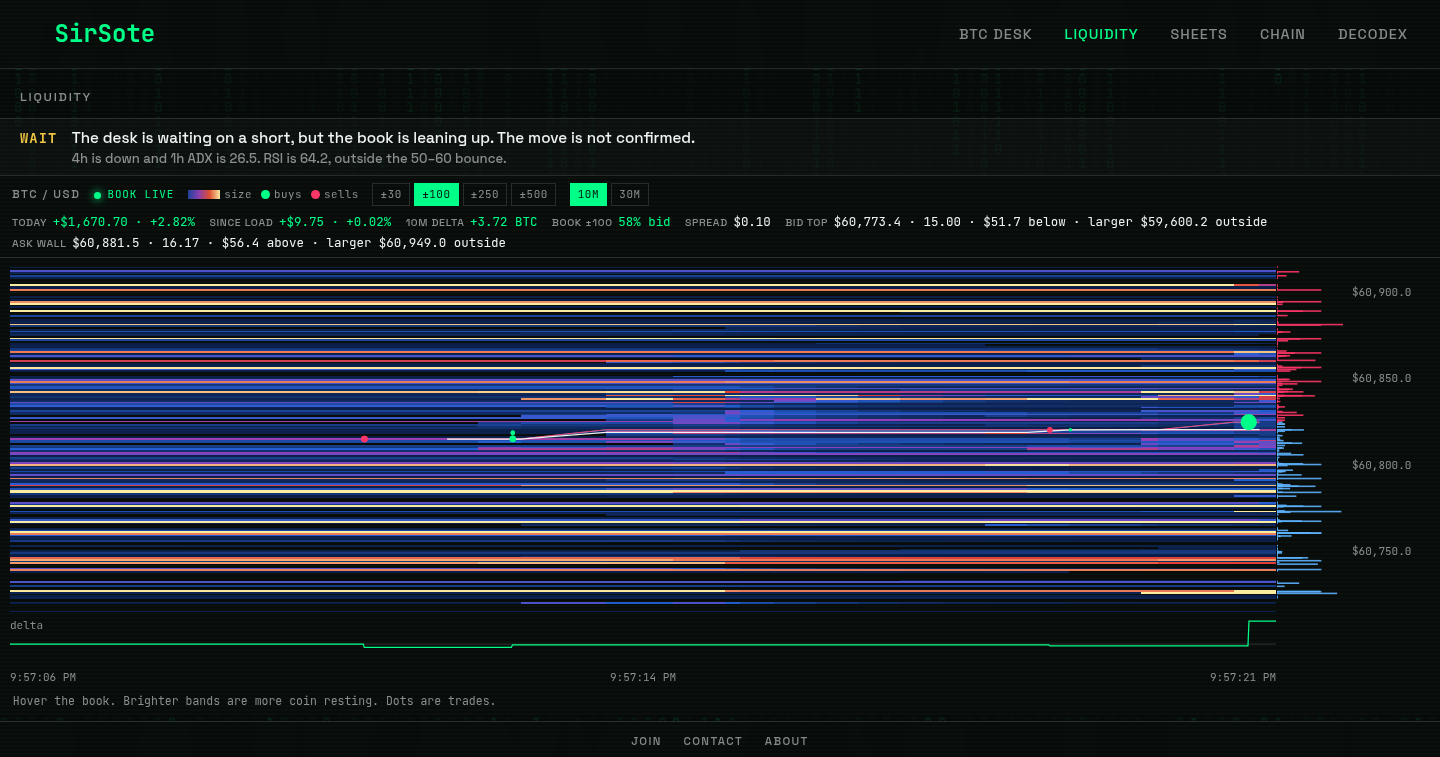 SirSote
BTC DESK LIQUIDITY SHEETS CHAIN DECODEX
LIQUIDITY
WAIT The desk is waiting on a short, but the book is leaning up. The move is not confirmed.
4h is down and 1h ADX is 26.5. RSI is 64.2, outside the 50–60 bounce.
BTC / USD BOOK LIVE size buys sells ±30 ±100 ±250 ±500 10M 30M
TODAY +$1,670.70 · +2.82% SINCE LOAD +$9.75 · +0.02% 10M DELTA +3.72 BTC BOOK ±100 58% bid SPREAD $0.10 BID TOP $60,773.4 · 15.00 · $51.7 below · larger $59,600.2 outside
ASK WALL $60,881.5 · 16.17 · $56.4 above · larger $60,949.0 outside
$60,900.0
$60,850.0
$60,800.0
$60,750.0
delta
9:57:06 PM 9:57:14 PM 9:57:21 PM
Hover the book. Brighter bands are more coin resting. Dots are trades.
JOIN CONTACT ABOUT